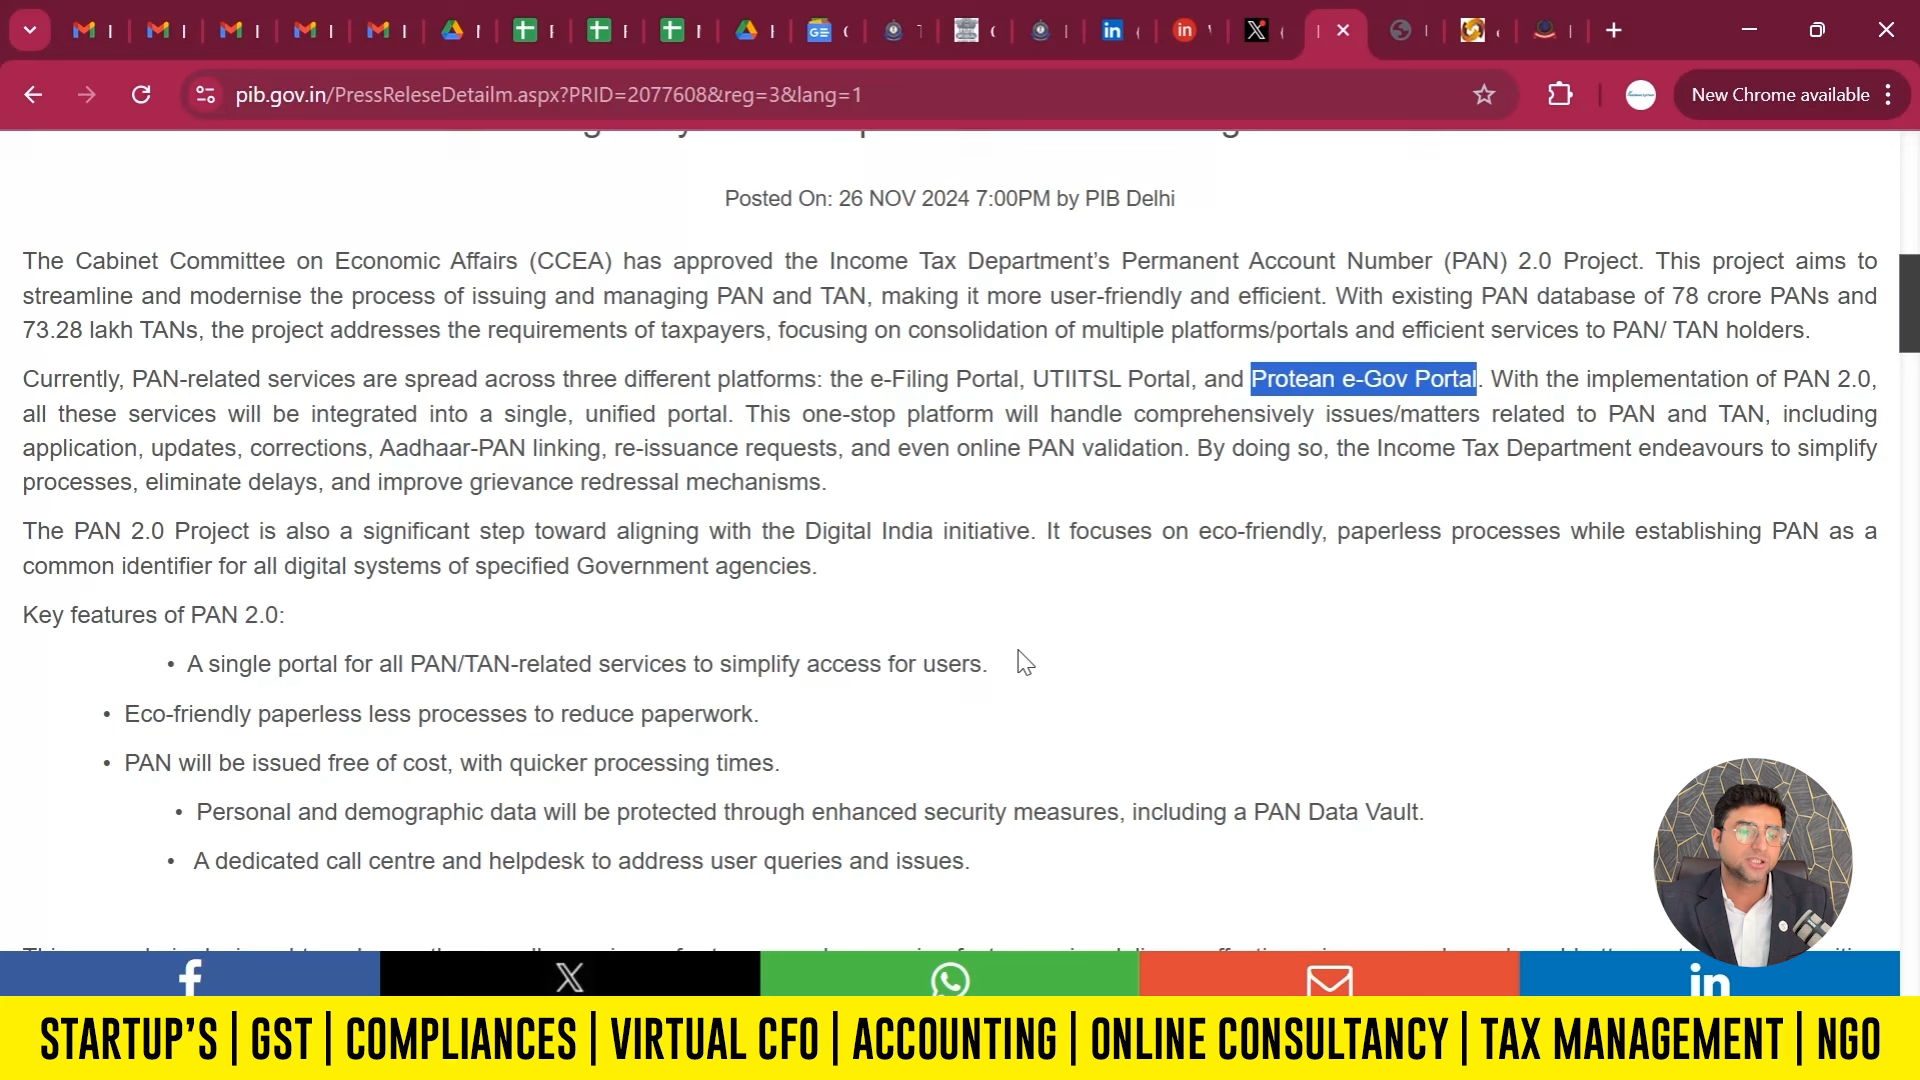 pib.gov.in/PressReleseDetailm.aspx?PRID=2077608&reg=3&lang=1
New Chrome available
Posted On: 26 NOV 2024 7:00PM by PIB Delhi
The Cabinet Committee on Economic Affairs (CCEA) has approved the Income Tax Department’s Permanent Account Number (PAN) 2.0 Project. This project aims to
streamline and modernise the process of issuing and managing PAN and TAN, making it more user-friendly and efficient. With existing PAN database of 78 crore PANs and
73.28 lakh TANs, the project addresses the requirements of taxpayers, focusing on consolidation of multiple platforms/portals and efficient services to PAN/ TAN holders.
Currently, PAN-related services are spread across three different platforms: the e-Filing Portal, UTIITSL Portal, and Protean e-Gov Portal. With the implementation of PAN 2.0,
all these services will be integrated into a single, unified portal. This one-stop platform will handle comprehensively issues/matters related to PAN and TAN, including
application, updates, corrections, Aadhaar-PAN linking, re-issuance requests, and even online PAN validation. By doing so, the Income Tax Department endeavours to simplify
processes, eliminate delays, and improve grievance redressal mechanisms.
The PAN 2.0 Project is also a significant step toward aligning with the Digital India initiative. It focuses on eco-friendly, paperless processes while establishing PAN as a
common identifier for all digital systems of specified Government agencies.
Key features of PAN 2.0:
• A single portal for all PAN/TAN-related services to simplify access for users.
• Eco-friendly paperless less processes to reduce paperwork.
• PAN will be issued free of cost, with quicker processing times.
• Personal and demographic data will be protected through enhanced security measures, including a PAN Data Vault.
• A dedicated call centre and helpdesk to address user queries and issues.
STARTUP’S | GST | COMPLIANCES | VIRTUAL CFO | ACCOUNTING | ONLINE CONSULTANCY | TAX MANAGEMENT | NGO